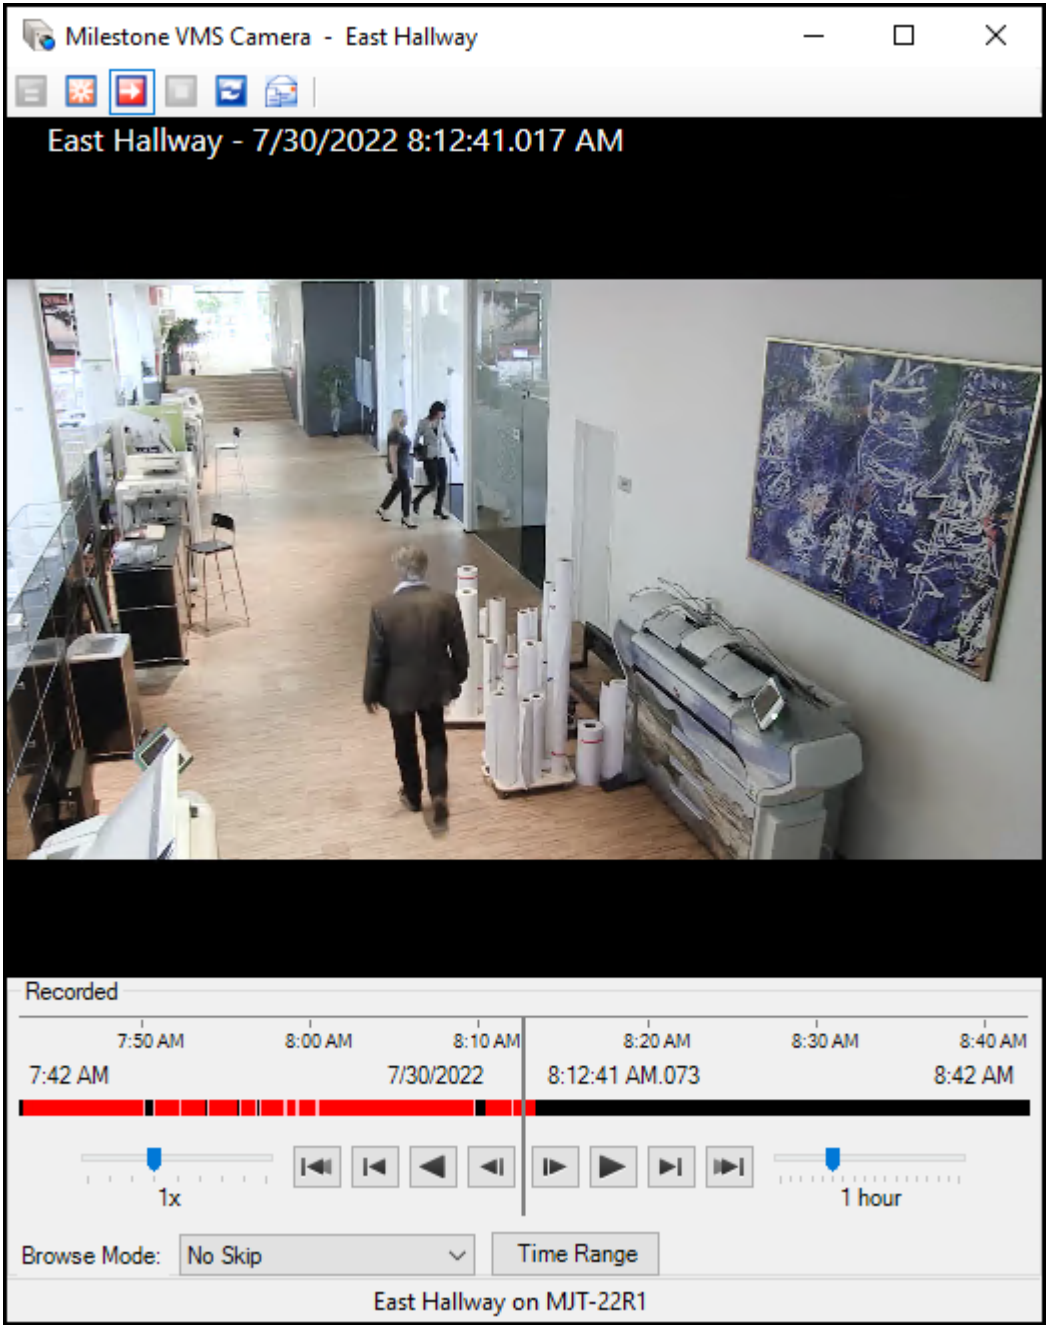 Milestone VMS Camera - East Hallway
East Hallway - 7/30/2022 8:12:41.017 AM
Recorded
7:50 AM 8:00 AM 8:10 AM 8:20 AM 8:30 AM 8:40 AM
7:42 AM 7/30/2022 8:12:41 AM.073 8:42 AM
1x 1 hour
Browse Mode: No Skip Time Range
East Hallway on MJT-22R1